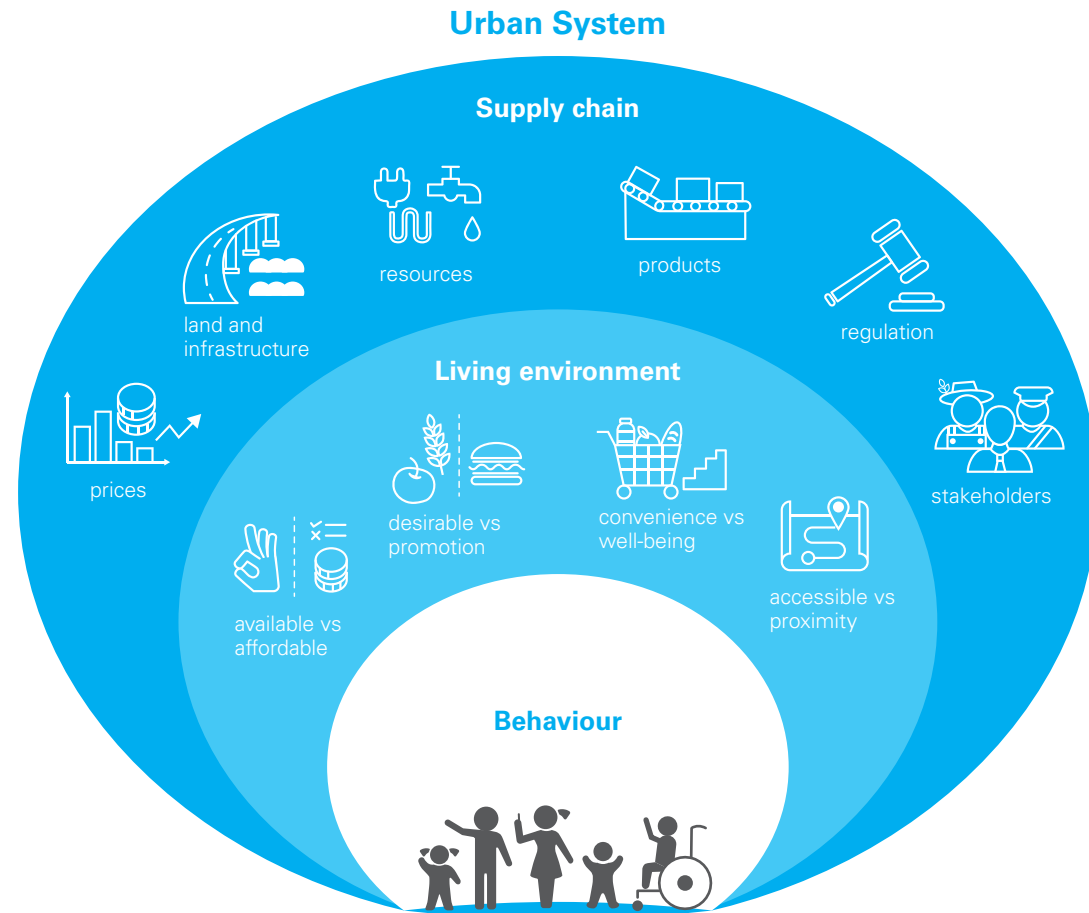 Urban System
Supply chain
resources
products
land and
infrastructure
regulation
prices
stakeholders
Living environment
desirable vs
promotion
convenience vs
well-being
available vs
affordable
accessible vs
proximity
Behaviour